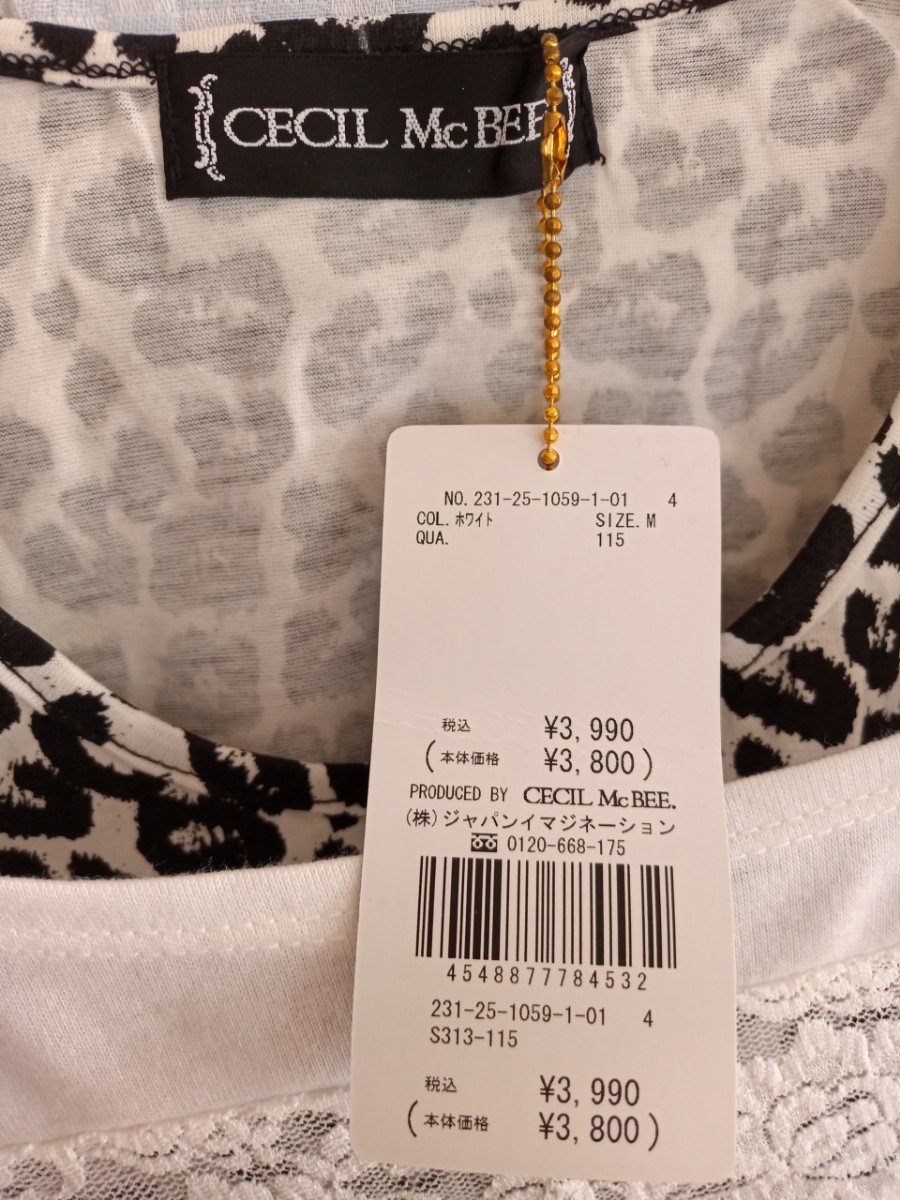 CECIL McBEE
NO. 231-25-1059-1-01 4
COL. ﾎﾜｲﾄ SIZE. M
QUA. 115
税込 ¥3, 990
( 本体価格 ¥3, 800 )
PRODUCED BY CECIL McBEE.
(株)ジャパンイマジネーション
0120-668-175
4548877784532
231-25-1059-1-01 4
S313-115
税込 ¥3, 990
( 本体価格 ¥3, 800 )